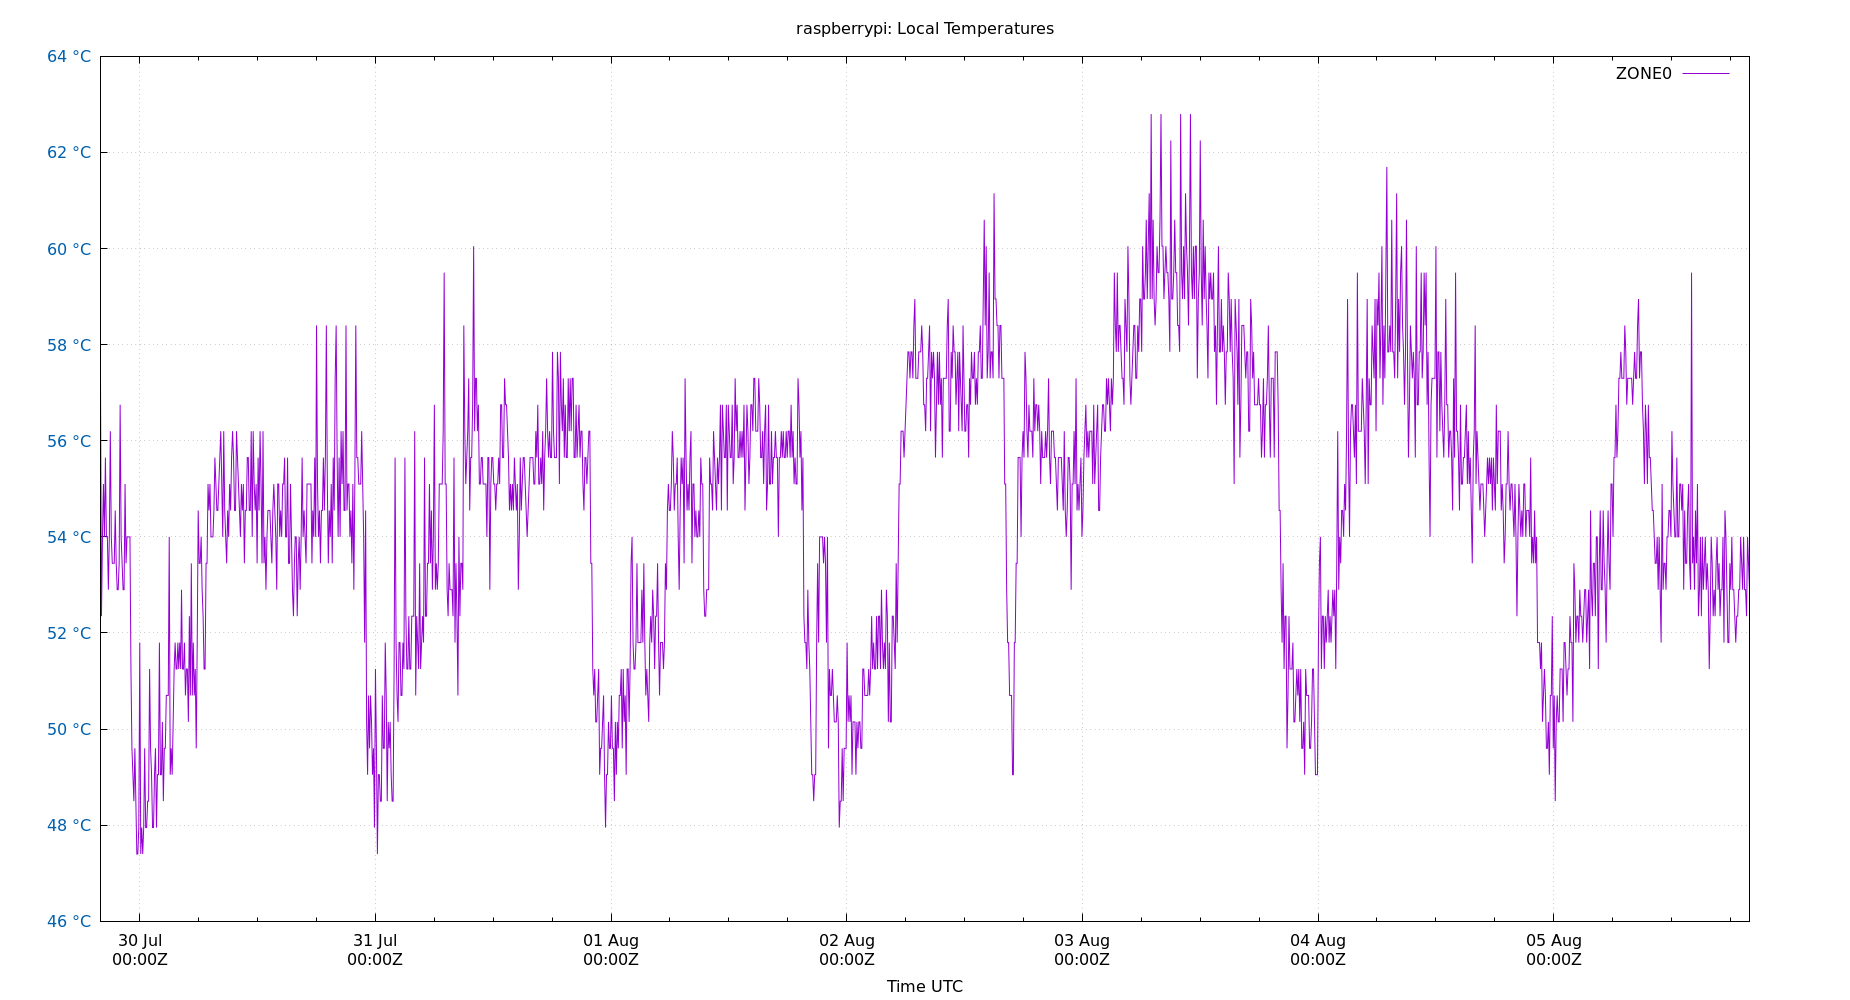 raspberrypi: Local Temperatures
64 °C
ZONE0
62 °C
60 °C
58 °C
56 °C
54 °C
52 °C
50 °C
48 °C
46 °C
30 Jul 31 Jul 01 Aug 02 Aug 03 Aug 04 Aug 05 Aug
00:00Z 00:00Z 00:00Z 00:00Z 00:00Z 00:00Z 00:00Z
Time UTC